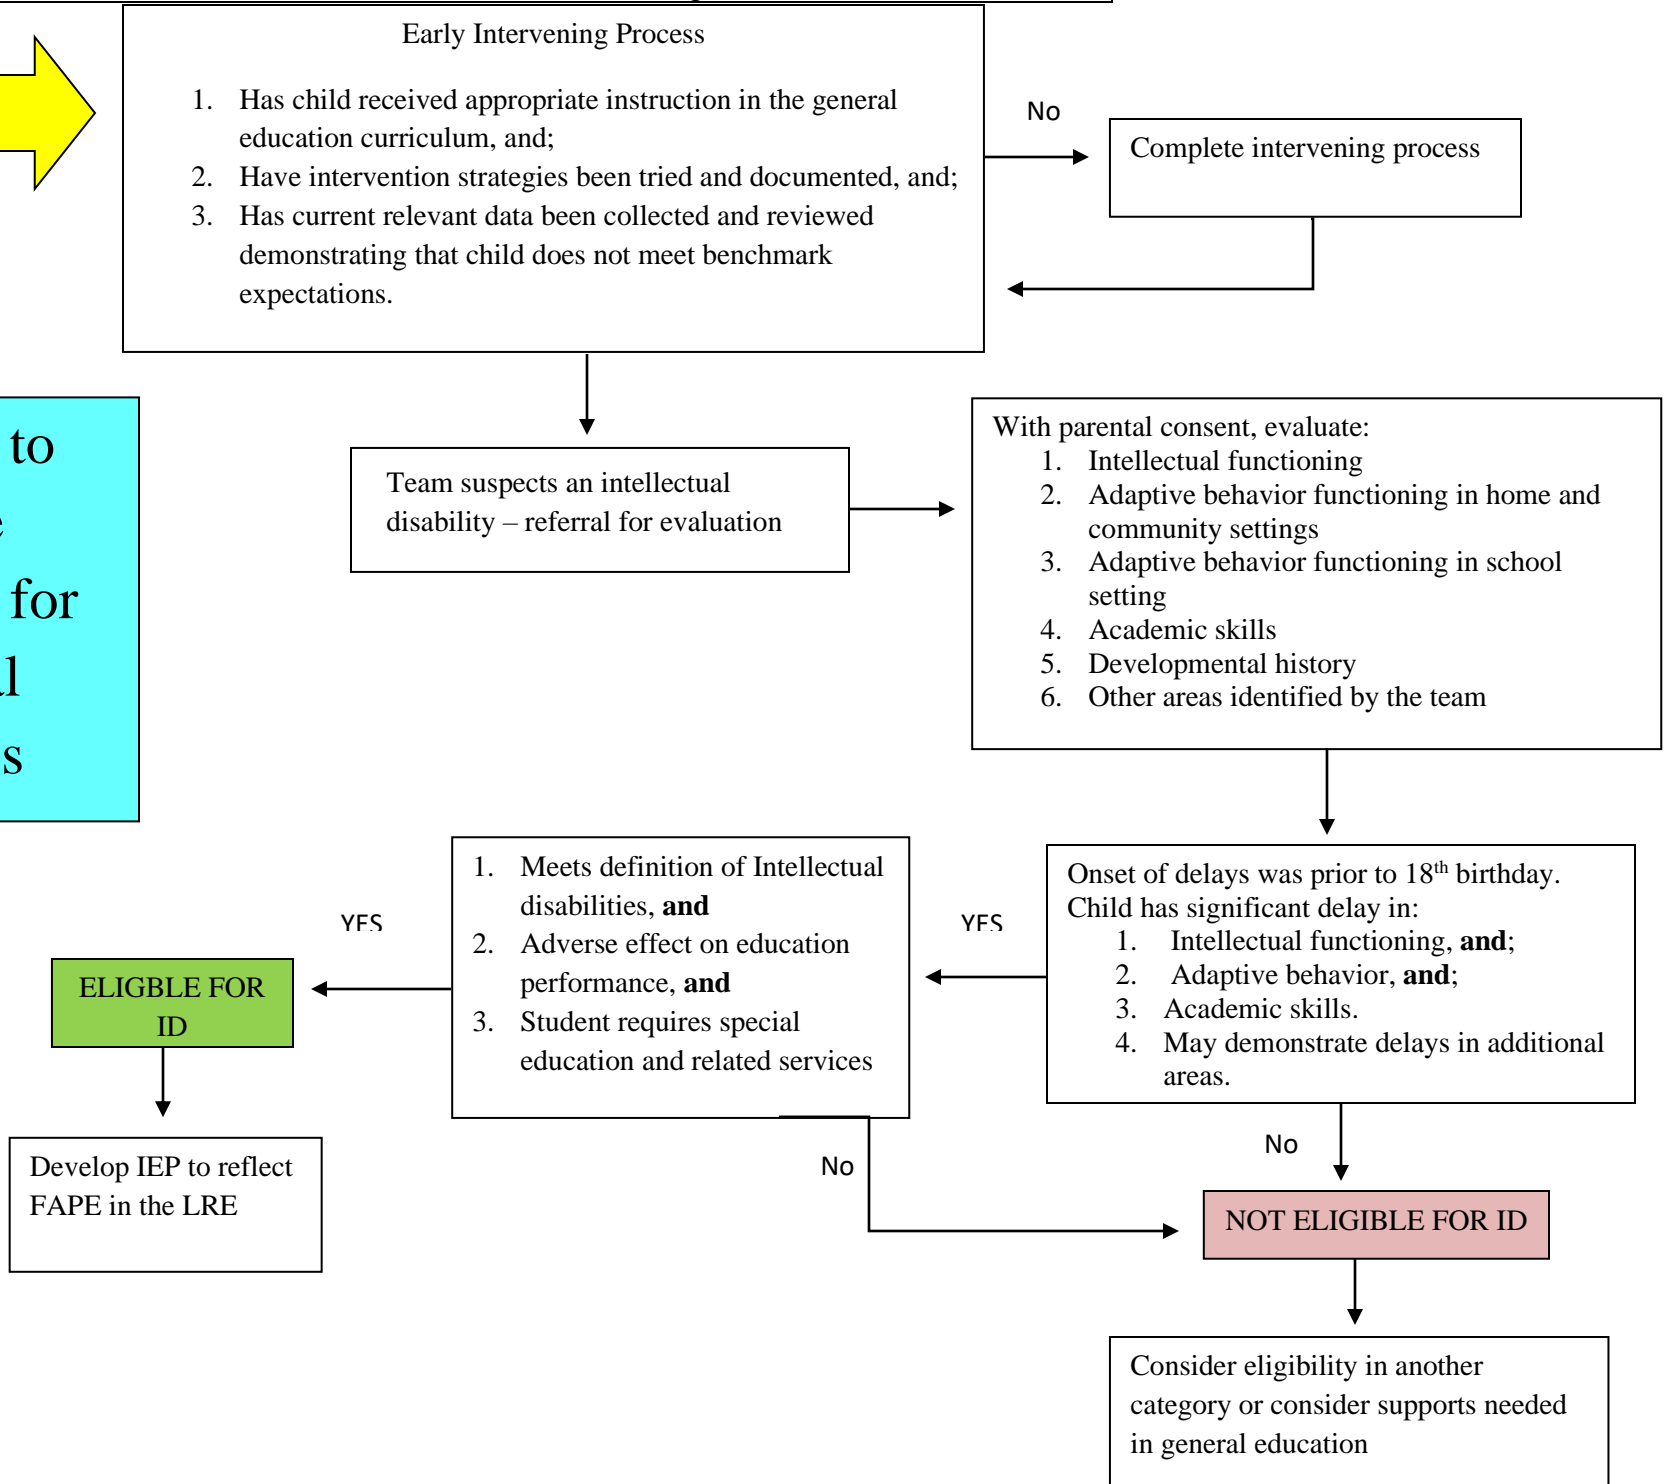 Early Intervening Process
1. Has child received appropriate instruction in the general
education curriculum, and;
2. Have intervention strategies been tried and documented, and;
3. Has current relevant data been collected and reviewed
demonstrating that child does not meet benchmark
expectations.
No
Complete intervening process
to
for
s
Team suspects an intellectual
disability – referral for evaluation
With parental consent, evaluate:
1. Intellectual functioning
2. Adaptive behavior functioning in home and
community settings
3. Adaptive behavior functioning in school
setting
4. Academic skills
5. Developmental history
6. Other areas identified by the team
Onset of delays was prior to 18th birthday.
Child has significant delay in:
1. Intellectual functioning, and;
2. Adaptive behavior, and;
3. Academic skills.
4. May demonstrate delays in additional
areas.
YES
1. Meets definition of Intellectual
disabilities, and
2. Adverse effect on education
performance, and
3. Student requires special
education and related services
YES
ELIGBLE FOR
ID
Develop IEP to reflect
FAPE in the LRE
No
No
NOT ELIGIBLE FOR ID
Consider eligibility in another
category or consider supports needed
in general education